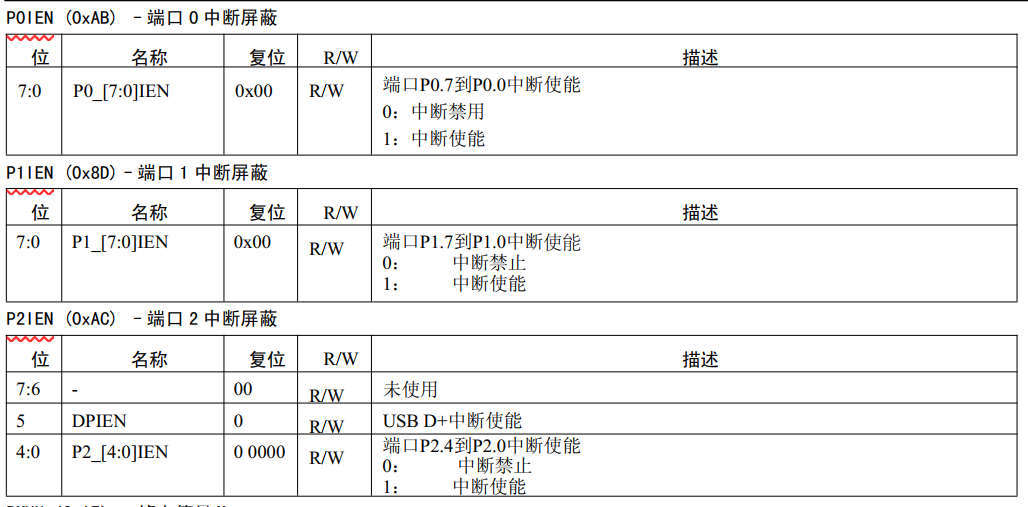 P0IEN (0xAB) –端口 0 中断屏蔽
位 名称 复位 R/W 描述
7:0 P0_[7:0]IEN 0x00 R/W 端口P0.7到P0.0中断使能
0：中断禁用
1：中断使能
P1IEN (0x8D)–端口 1 中断屏蔽
位 名称 复位 R/W 描述
7:0 P1_[7:0]IEN 0x00 R/W 端口P1.7到P1.0中断使能
0： 中断禁止
1： 中断使能
P2IEN (0xAC) –端口 2 中断屏蔽
位 名称 复位 R/W 描述
7:6 - 00 R/W 未使用
5 DPIEN 0 R/W USB D+中断使能
4:0 P2_[4:0]IEN 0 0000 R/W 端口P2.4到P2.0中断使能
0： 中断禁止
1： 中断使能